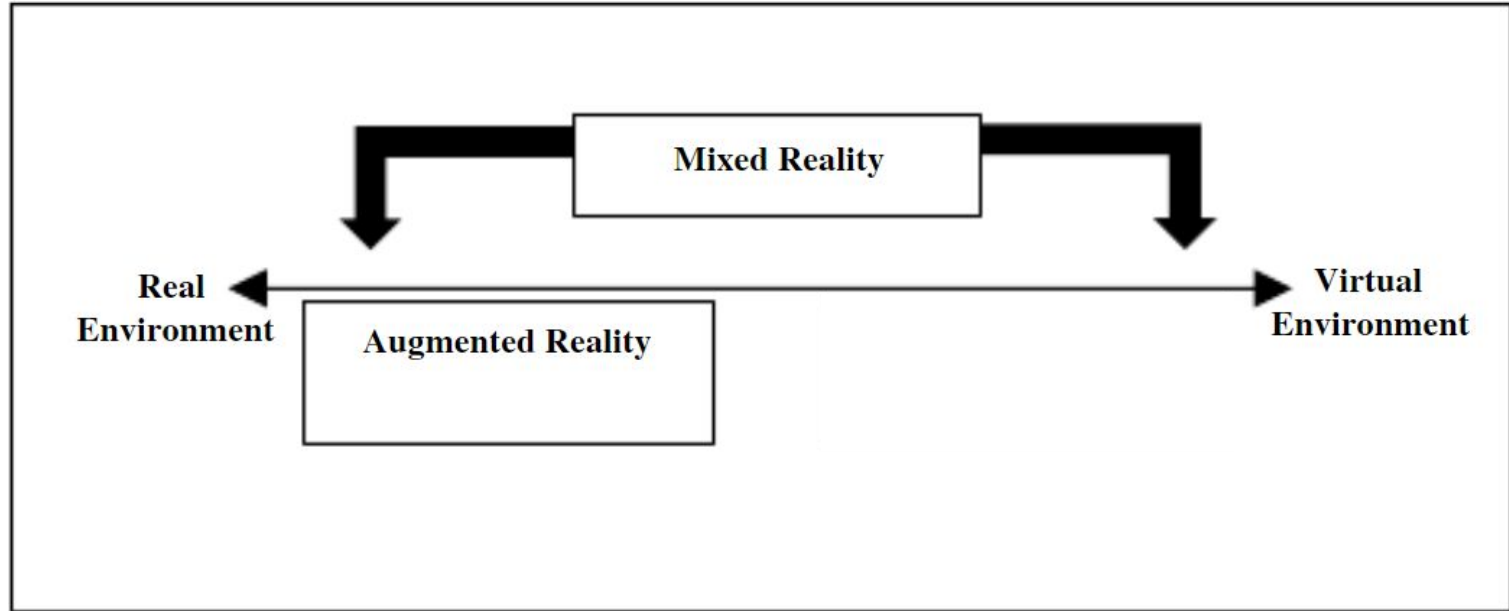 Mixed Reality
Real
Environment
Virtual
Environment
Augmented Reality